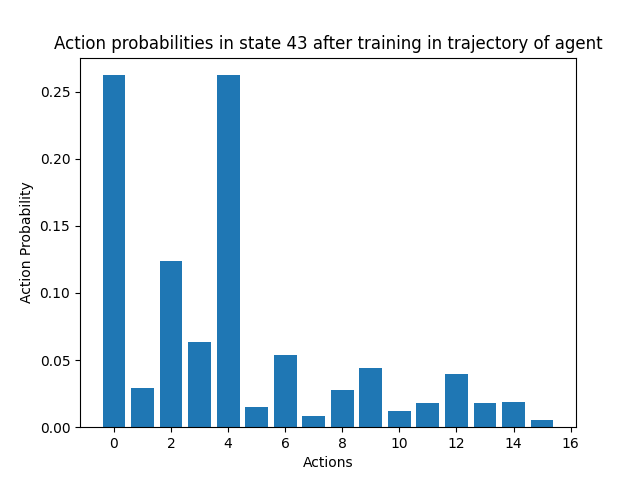 Action probabilities in state 43 after training in trajectory of agent
Action Probability
0.25
0.20
0.15
0.10
0.05
0.00
0 2 4 6 8 10 12 14 16
Actions